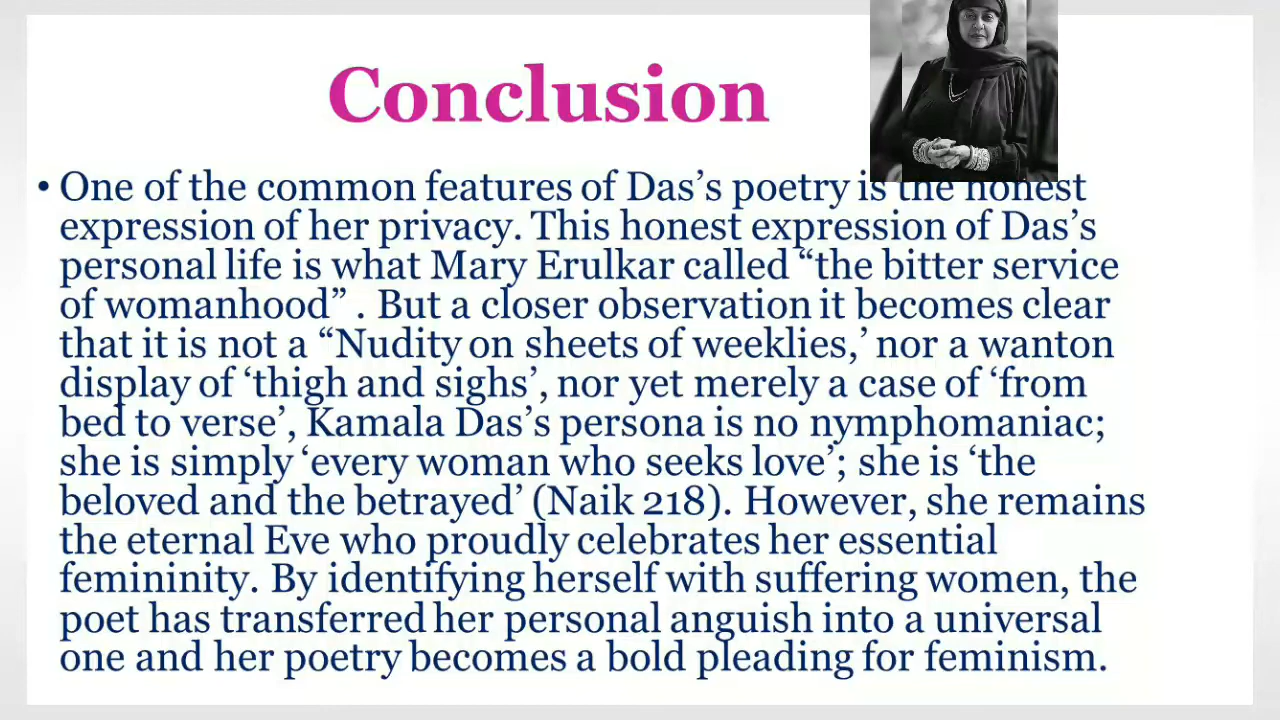 Conclusion
• One of the common features of Das’s poetry is the honest
expression of her privacy. This honest expression of Das’s
personal life is what Mary Erulkar called “the bitter service
of womanhood” . But a closer observation it becomes clear
that it is not a “Nudity on sheets of weeklies,’ nor a wanton
display of ‘thigh and sighs’, nor yet merely a case of ‘from
bed to verse’, Kamala Das’s persona is no nymphomaniac;
she is simply ‘every woman who seeks love’; she is ‘the
beloved and the betrayed’ (Naik 218). However, she remains
the eternal Eve who proudly celebrates her essential
femininity. By identifying herself with suffering women, the
poet has transferred her personal anguish into a universal
one and her poetry becomes a bold pleading for feminism.